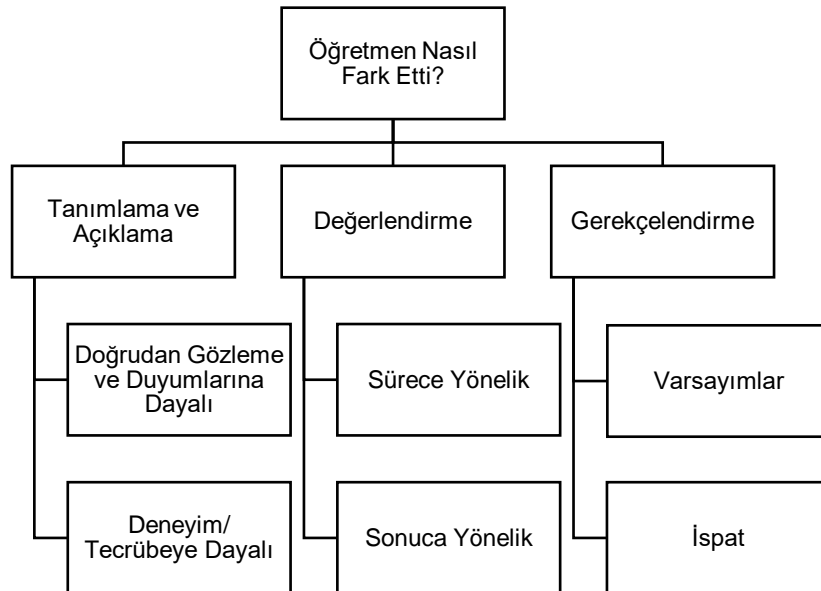 Öğretmen Nasıl
Fark Etti?
Tanımlama ve
Açıklama
Değerlendirme
Gerekçelendirme
Doğrudan Gözleme
ve Duyumlarına
Dayalı
Sürece Yönelik
Varsayımlar
Deneyim/
Tecrübeye Dayalı
Sonuca Yönelik
İspat